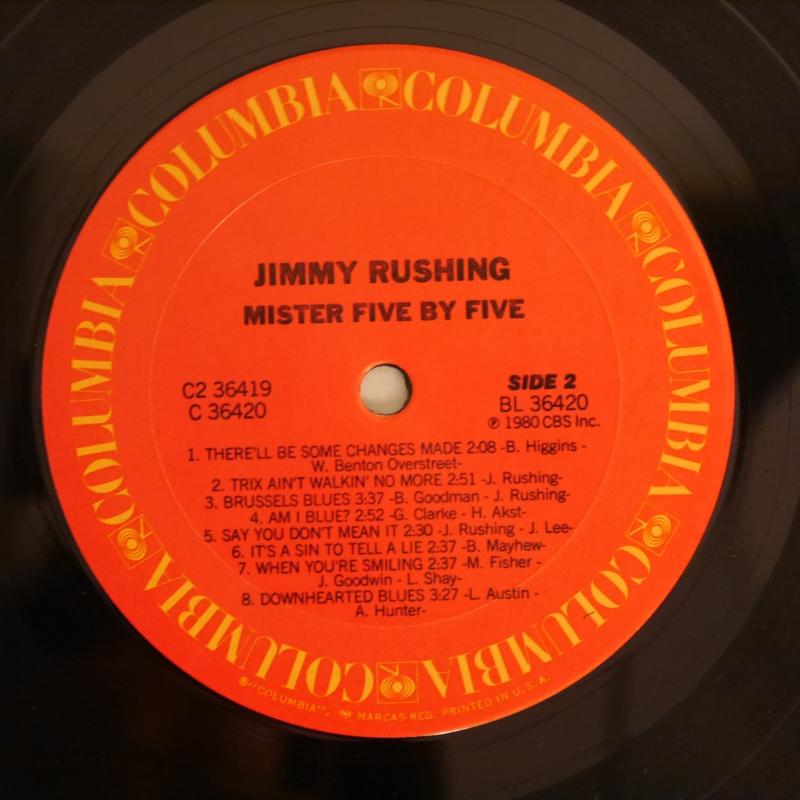 COLUMBIA COLUMBIA COLUMBIA COLUMBIA COLUMBIA COLUMBIA COLUMBIA
JIMMY RUSHING
MISTER FIVE BY FIVE
C2 36419
C 36420
SIDE 2
BL 36420
℗ 1980 CBS Inc.
1. THERE'LL BE SOME CHANGES MADE 2:08 -B. Higgins -
W. Benton Overstreet-
2. TRIX AIN'T WALKIN' NO MORE 2:51 -J. Rushing-
3. BRUSSELS BLUES 3:37 -B. Goodman - J. Rushing-
4. AM I BLUE? 2:52 -G. Clarke - H. Akst-
5. SAY YOU DON'T MEAN IT 2:30 -J. Rushing - J. Lee-
6. IT'S A SIN TO TELL A LIE 2:37 -B. Mayhew-
7. WHEN YOU'RE SMILING 2:37 -M. Fisher -
J. Goodwin - L. Shay-
8. DOWNHEARTED BLUES 3:27 -L. Austin -
A. Hunter-
® "COLUMBIA", MARCAS REG. PRINTED IN U.S.A.